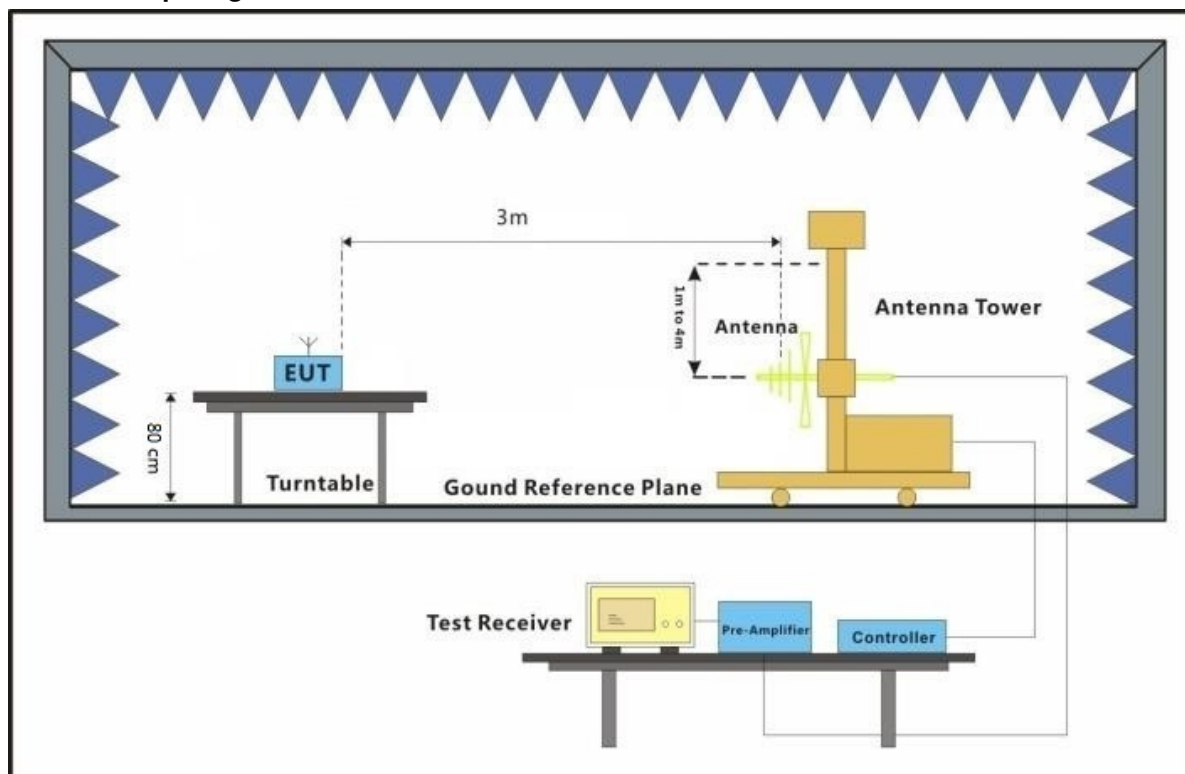 3m
1m to 4m
Antenna
Antenna Tower
EUT
80 cm
Turntable
Gound Reference Plane
Test Receiver
Pre-Amplifier
Controller